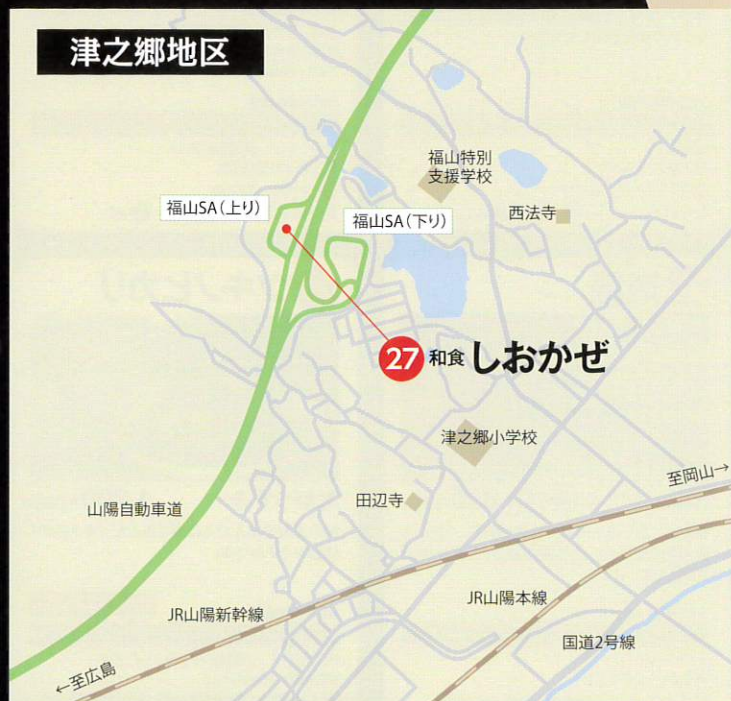 津之郷地区
福山特別
支援学校
福山SA(上り)
福山SA(下り)
西法寺
27 和食 しおかぜ
津之郷小学校
至岡山→
田辺寺
山陽自動車道
JR山陽本線
JR山陽新幹線
国道2号線
←至広島